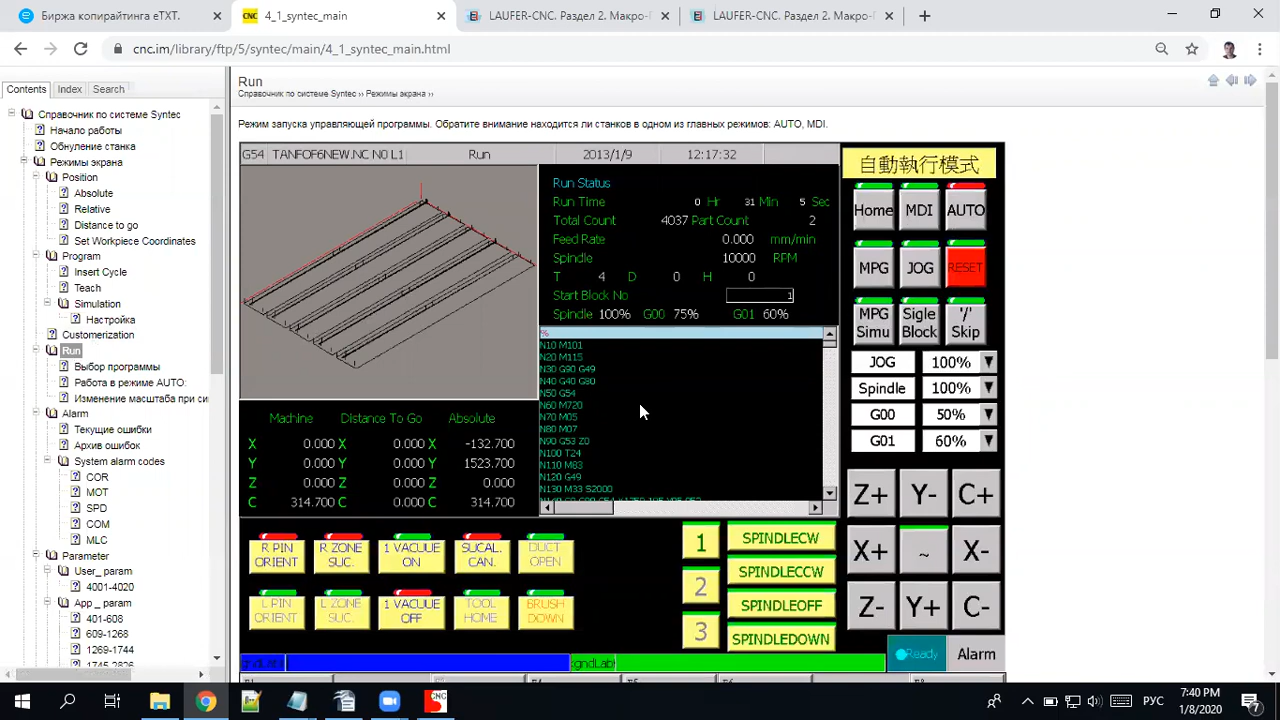 Биржа копирайтинга eTXT.
4_1_syntec_main
LAUFER-CNC. Раздел 2. Макро-
LAUFER-CNC. Раздел 2. Макро-
cnc.im/library/ftp/5/syntec/main/4_1_syntec_main.html
Contents
Index
Search
Справочник по системе Syntec
Начало работы
Обнуление станка
Режимы экрана
Position
Absolute
Relative
Distance to go
Set Workpiece Coordinates
Program
Insert Cycle
Teach
Simulation
Настройка
Customerization
Run
Выбор программы
Работа в режиме AUTO:
Изменение масштаба при си
Alarm
Текущие ошибки
Архив ошибок
System alarm codes
COR
MOT
SPD
COM
MLC
Parameter
User_ param
4001-4020
App _ param
401-608
609-1268
1269-1744
1745-2806
Run
Справочник по системе Syntec ›› Режимы экрана ››
Режим запуска управляющей программы. Обратите внимание находится ли станков в одном из главных режимов: AUTO, MDI.
G54 TANFOF6NEW.NC N0 L1 Run 2013/1/9 12:17:32
Run Status
Run Time 0 Hr 31 Min 5 Sec
Total Count 4037 Part Count 2
Feed Rate 0.000 mm/min
Spindle 10000 RPM
T 4 D 0 H 0
Start Block No 1
Spindle 100% G00 75% G01 60%
%
N10 M101
N20 M115
N30 G90 G49
N40 G40 G80
N50 G54
N60 M720
N70 M05
N80 M07
N90 G53 Z0
N100 T24
N110 M83
N120 G49
N130 M33 S2000
Machine Distance To Go Absolute
X 0.000 X 0.000 X -132.700
Y 0.000 Y 0.000 Y 1523.700
Z 0.000 Z 0.000 Z 0.000
C 314.700 C 0.000 C 314.700
R PIN ORIENT
R ZONE SUC.
1 VACUUE ON
SUCAL. CAN.
DUCT OPEN
L PIN ORIENT
L ZONE SUC.
1 VACUUE OFF
TOOL HOME
BRUSH DOWN
1
2
3
SPINDLECW
SPINDLECCW
SPINDLEOFF
SPINDLEDOWN
自動執行模式
Home MDI AUTO
MPG JOG RESET
MPG Simu
Sigle Block
'/' Skip
JOG 100%
Spindle 100%
G00 50%
G01 60%
Z+ Y- C+
X+ ~ X-
Z- Y+ C-
Ready
Alarm
РУС
7:40 PM
1/8/2020
7